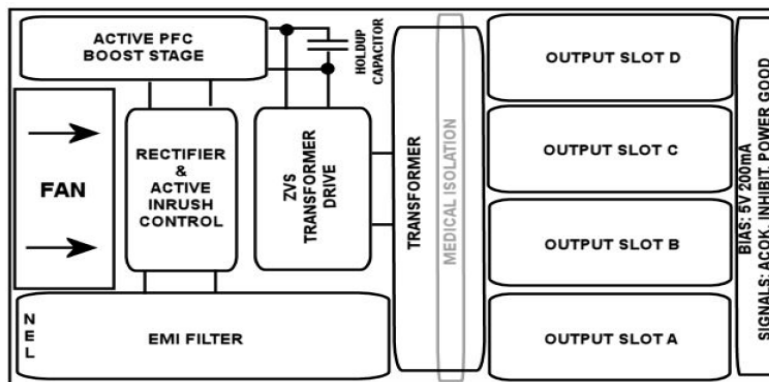 ACTIVE PFC
BOOST STAGE
HOLDUP
CAPACITOR
FAN
RECTIFIER
&
ACTIVE
INRUSH
CONTROL
ZVS
TRANSFORMER
DRIVE
TRANSFORMER
MEDICAL ISOLATION
OUTPUT SLOT D
OUTPUT SLOT C
OUTPUT SLOT B
OUTPUT SLOT A
BIAS: 5V 200mA
SIGNALS: ACOK, INHIBIT, POWER GOOD
N
E
L
EMI FILTER